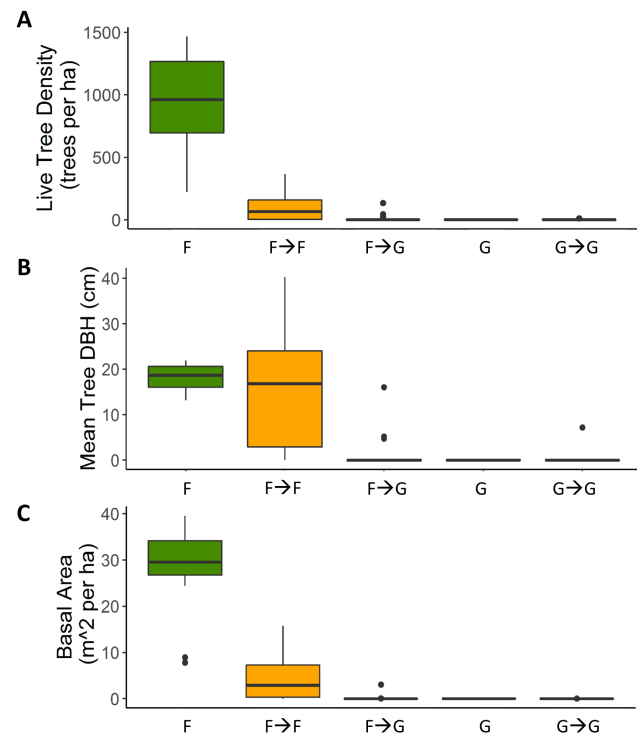 A
Live Tree Density
(trees per ha)
1500
1000
500
0
F
F→F
F→G
G
G→G
B
Mean Tree DBH (cm)
40
30
20
10
0
F
F→F
F→G
G
G→G
C
Basal Area
(m^2 per ha)
40
30
20
10
0
F
F→F
F→G
G
G→G